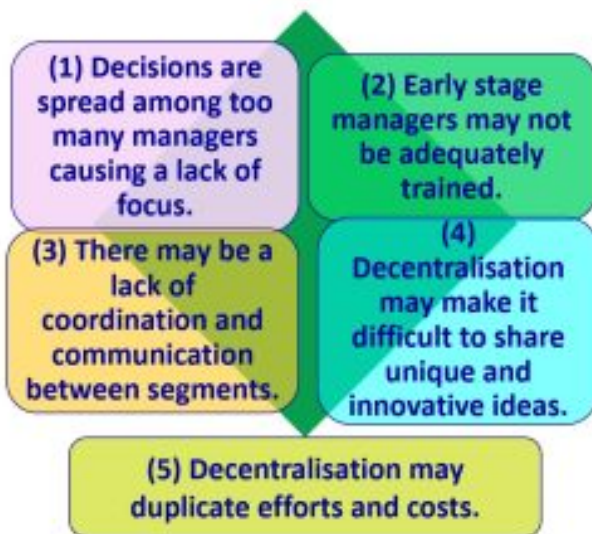 (1) Decisions are
spread among too
many managers
causing a lack of
focus.
(2) Early stage
managers may not
be adequately
trained.
(3) There may be a
lack of
coordination and
communication
between segments.
(4)
Decentralisation
may make it
difficult to share
unique and
innovative ideas.
(5) Decentralisation may
duplicate efforts and costs.